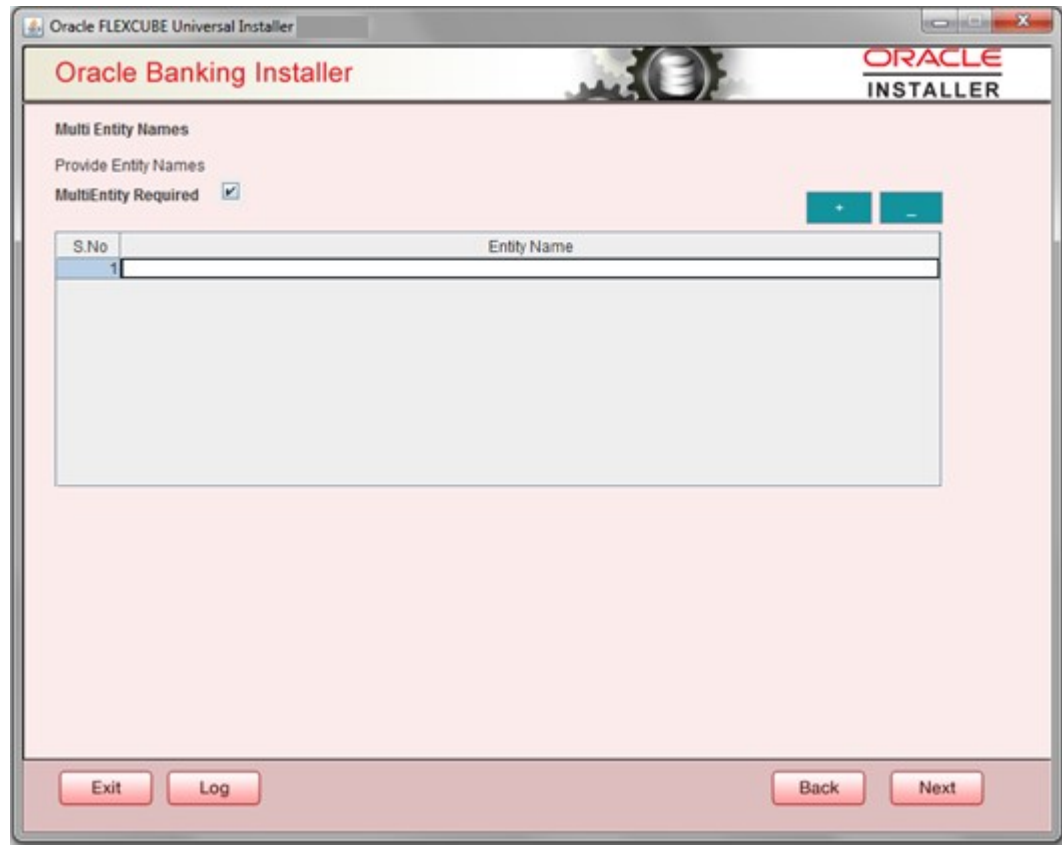 Oracle FLEXCUBE Universal Installer
Oracle Banking Installer
ORACLE
INSTALLER
Multi Entity Names
Provide Entity Names
MultiEntity Required
+ _
S.No Entity Name
1
Exit Log Back Next